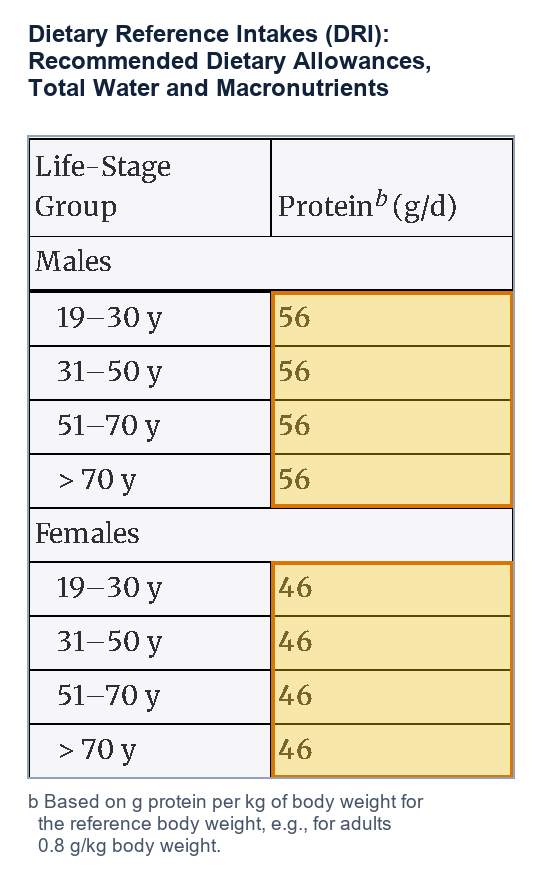 Dietary Reference Intakes (DRI):
Recommended Dietary Allowances,
Total Water and Macronutrients
Life-Stage
Group
Protein b (g/d)
Males
19–30 y 56
31–50 y 56
51–70 y 56
> 70 y 56
Females
19–30 y 46
31–50 y 46
51–70 y 46
> 70 y 46
b Based on g protein per kg of body weight for
the reference body weight, e.g., for adults
0.8 g/kg body weight.